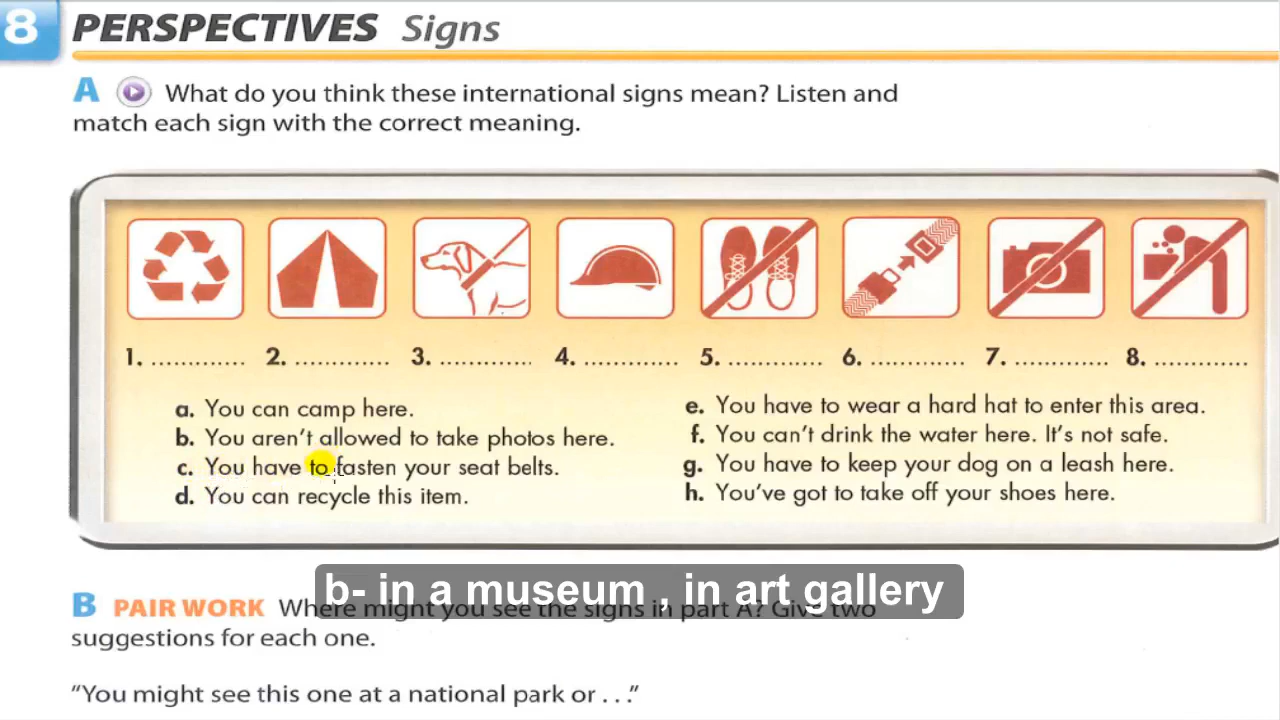 8 PERSPECTIVES Signs
A What do you think these international signs mean? Listen and
match each sign with the correct meaning.
1. ............ 2. ............ 3. ............ 4. ............ 5. ............ 6. ............ 7. ............ 8. ............
a. You can camp here.
b. You aren't allowed to take photos here.
c. You have to fasten your seat belts.
d. You can recycle this item.
e. You have to wear a hard hat to enter this area.
f. You can't drink the water here. It's not safe.
g. You have to keep your dog on a leash here.
h. You've got to take off your shoes here.
b- in a museum , in art gallery
B PAIR WORK Where might you see the signs in part A? Give two
suggestions for each one.
"You might see this one at a national park or . . ."